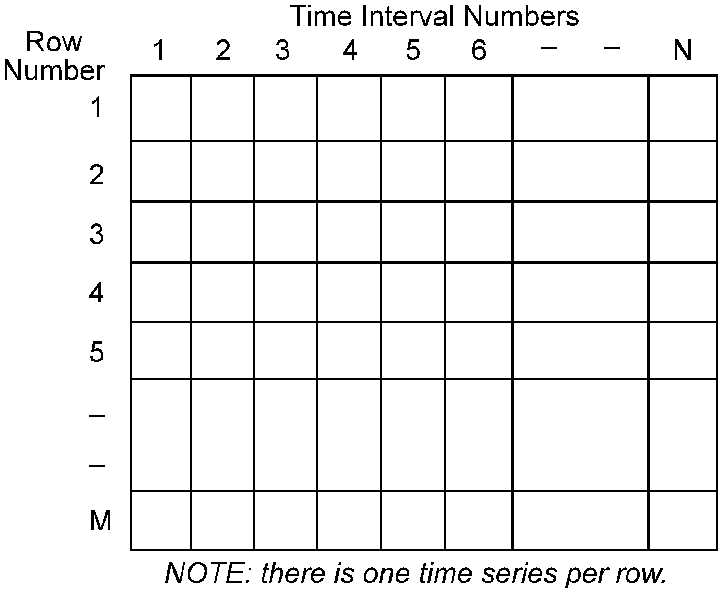 Time Interval Numbers
Row
Number
1 2 3 4 5 6 – – N
1
2
3
4
5
–
–
M
NOTE: there is one time series per row.